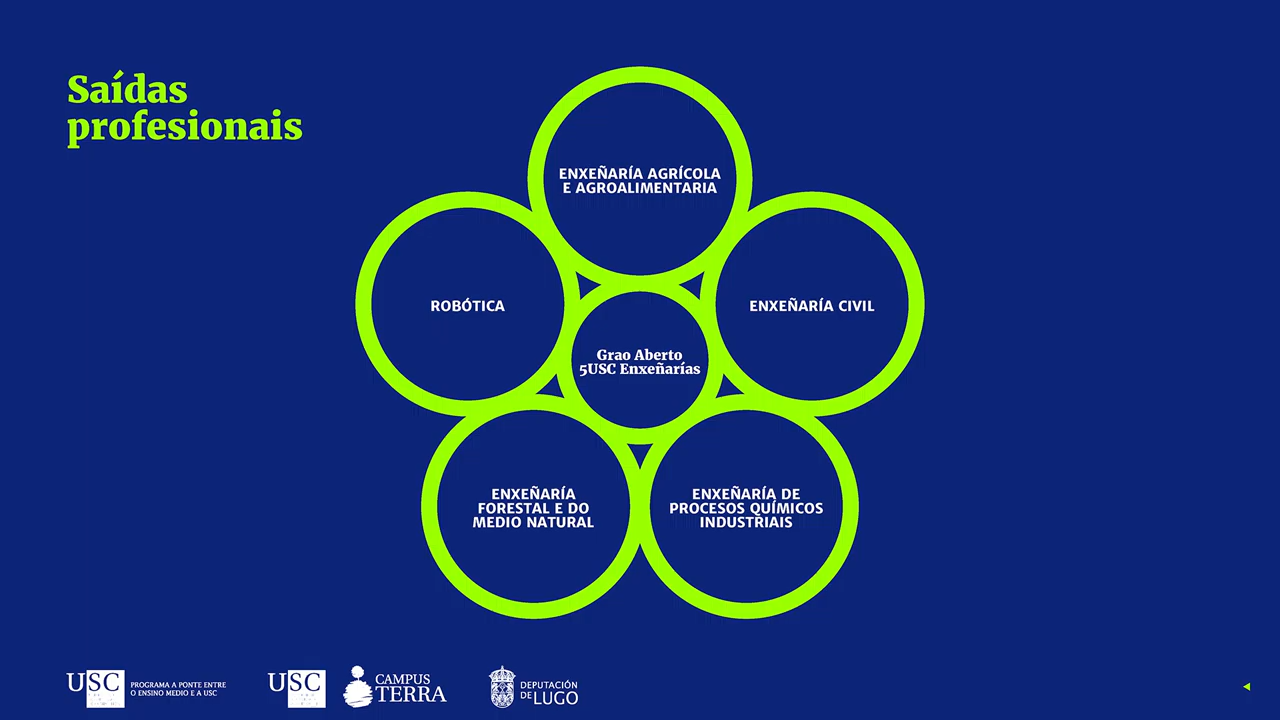 Saídas
profesionais
ENXEÑARÍA AGRÍCOLA
E AGROALIMENTARIA
ROBÓTICA
ENXEÑARÍA CIVIL
Grao Aberto
5USC Enxeñarías
ENXEÑARÍA
FORESTAL E DO
MEDIO NATURAL
ENXEÑARÍA DE
PROCESOS QUÍMICOS
INDUSTRIAIS
USC
PROGRAMA A PONTE ENTRE
O ENSINO MEDIO E A USC
USC
CAMPUS
TERRA
DEPUTACIÓN
DE LUGO